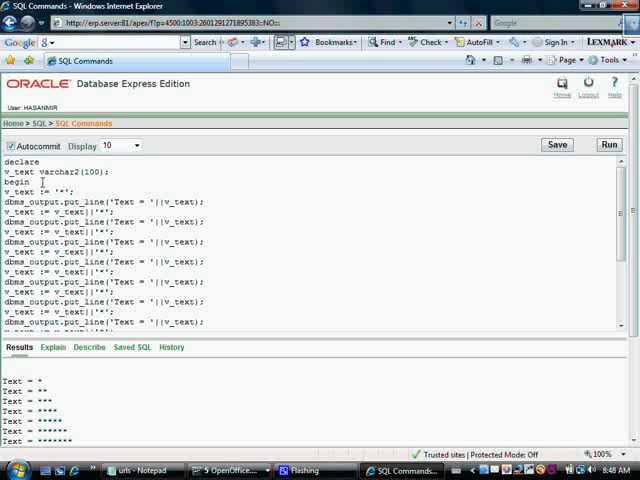 SQL Commands - Windows Internet Explorer
http://erp.server:81/apex/f?p=4500:1003:2601291271895383::NO:::
Google
Google
Search
Bookmarks
Find
Check
AutoFill
Sign In
LEXMARK
SQL Commands
Page
Tools
ORACLE Database Express Edition
Home
Logout
Help
User: HASANMIR
Home > SQL > SQL Commands
Autocommit
Display
10
Save
Run
declare
v_text varchar2(100);
begin
v_text := '*';
dbms_output.put_line('Text = '||v_text);
v_text := v_text||'*';
dbms_output.put_line('Text = '||v_text);
v_text := v_text||'*';
dbms_output.put_line('Text = '||v_text);
v_text := v_text||'*';
dbms_output.put_line('Text = '||v_text);
v_text := v_text||'*';
dbms_output.put_line('Text = '||v_text);
v_text := v_text||'*';
dbms_output.put_line('Text = '||v_text);
v_text := v_text||'*';
dbms_output.put_line('Text = '||v_text);
v_text := v_text||'*';
Results
Explain
Describe
Saved SQL
History
Text = *
Text = **
Text = ***
Text = ****
Text = *****
Text = ******
Text = *******
Trusted sites | Protected Mode: Off
100%
urls - Notepad
5 OpenOffice....
Flashing
SQL Commands...
8:48 AM